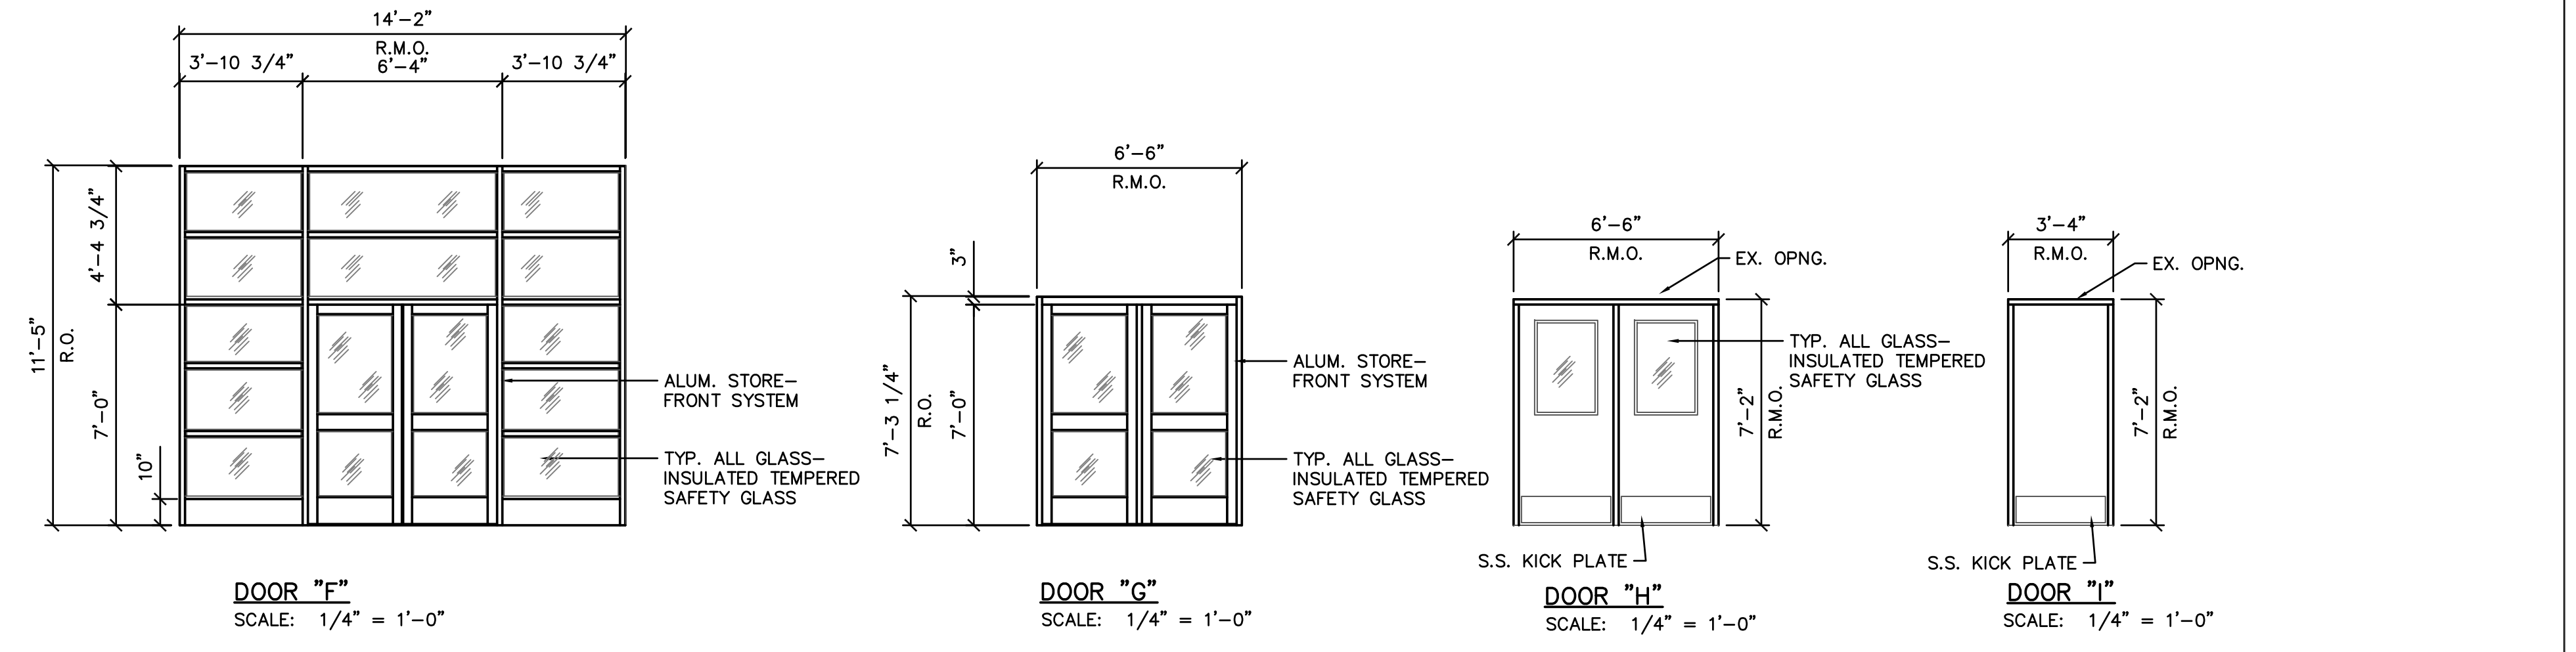 14'-2"
R.M.O.
3'-10 3/4"
6'-4"
3'-10 3/4"
11'-5"
R.O.
4'-4 3/4"
7'-0"
10"
ALUM. STORE-
FRONT SYSTEM
TYP. ALL GLASS-
INSULATED TEMPERED
SAFETY GLASS
DOOR "F"
SCALE: 1/4" = 1'-0"
6'-6"
R.M.O.
3"
7'-3 1/4"
R.O.
7'-0"
ALUM. STORE-
FRONT SYSTEM
TYP. ALL GLASS-
INSULATED TEMPERED
SAFETY GLASS
DOOR "G"
SCALE: 1/4" = 1'-0"
6'-6"
R.M.O.
EX. OPNG.
TYP. ALL GLASS-
INSULATED TEMPERED
SAFETY GLASS
7'-2"
R.M.O.
S.S. KICK PLATE
DOOR "H"
SCALE: 1/4" = 1'-0"
3'-4"
R.M.O.
EX. OPNG.
7'-2"
R.M.O.
S.S. KICK PLATE
DOOR "I"
SCALE: 1/4" = 1'-0"